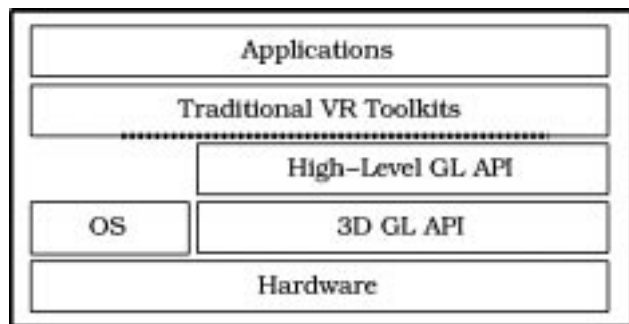 Applications
Traditional VR Toolkits
High–Level GL API
OS
3D GL API
Hardware